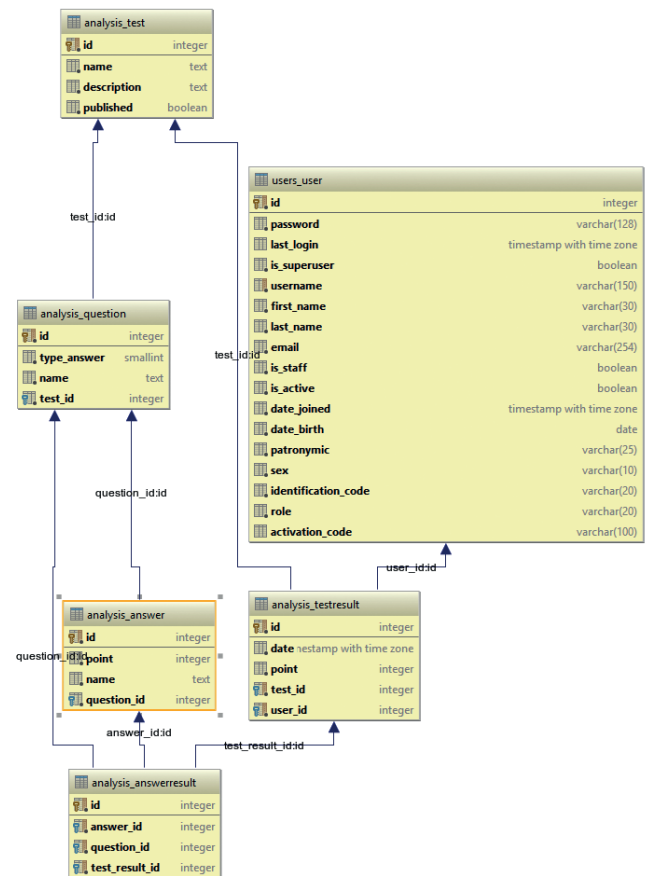 analysis_test
id integer
name text
description text
published boolean
test_id:id
users_user
id integer
password varchar(128)
last_login timestamp with time zone
is_superuser boolean
username varchar(150)
first_name varchar(30)
last_name varchar(30)
email varchar(254)
is_staff boolean
is_active boolean
date_joined timestamp with time zone
date_birth date
patronymic varchar(25)
sex varchar(10)
identification_code varchar(20)
role varchar(20)
activation_code varchar(100)
analysis_question
id integer
type_answer smallint
name text
test_id integer
test_id:id
question_id:id
user_id:id
analysis_answer
id integer
point integer
name text
question_id integer
question_id:id
analysis_testresult
id integer
date nestamp with time zone
point integer
test_id integer
user_id integer
answer_id:id
test_result_id:id
analysis_answerresult
id integer
answer_id integer
question_id integer
test_result_id integer